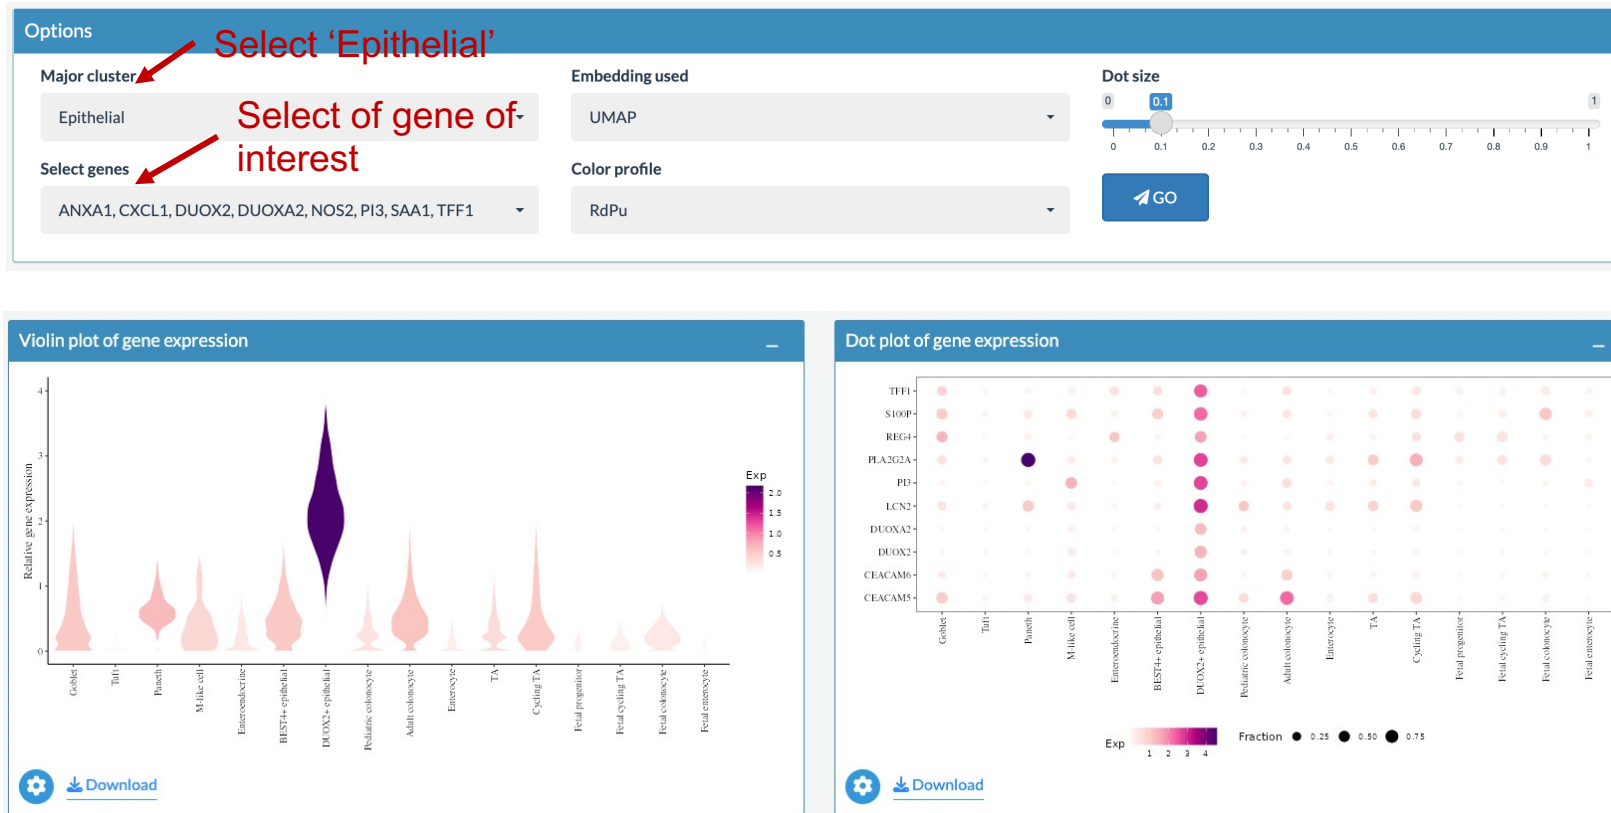 Options
Select ‘Epithelial’
Major cluster
Embedding used
Dot size
Epithelial
Select of gene of
interest
UMAP
0 0.1 1
0 0.1 0.2 0.3 0.4 0.5 0.6 0.7 0.8 0.9 1
Select genes
Color profile
ANXA1, CXCL1, DUOX2, DUOXA2, NOS2, PI3, SAA1, TFF1
RdPu
GO
Violin plot of gene expression
Relative gene expression
4
3
2
1
0
Goblet
Tuft
Paneth
M-like cell
Enteroendocrine
BEST4+ epithelial
DUOX2+ epithelial
Pediatric colonocyte
Adult colonocyte
Enterocyte
TA
Cycling TA
Fetal progenitor
Fetal cycling TA
Fetal colonocyte
Fetal enterocyte
Exp
2.0
1.5
1.0
0.5
Download
Dot plot of gene expression
TFF1
S100P
REG4
PLA2G2A
PI3
LCN2
DUOXA2
DUOX2
CEACAM6
CEACAM5
Goblet
Tuft
Paneth
M-like cell
Enteroendocrine
BEST4+ epithelial
DUOX2+ epithelial
Pediatric colonocyte
Adult colonocyte
Enterocyte
TA
Cycling TA
Fetal progenitor
Fetal cycling TA
Fetal colonocyte
Fetal enterocyte
Exp
1 2 3 4
Fraction 0.25 0.50 0.75
Download